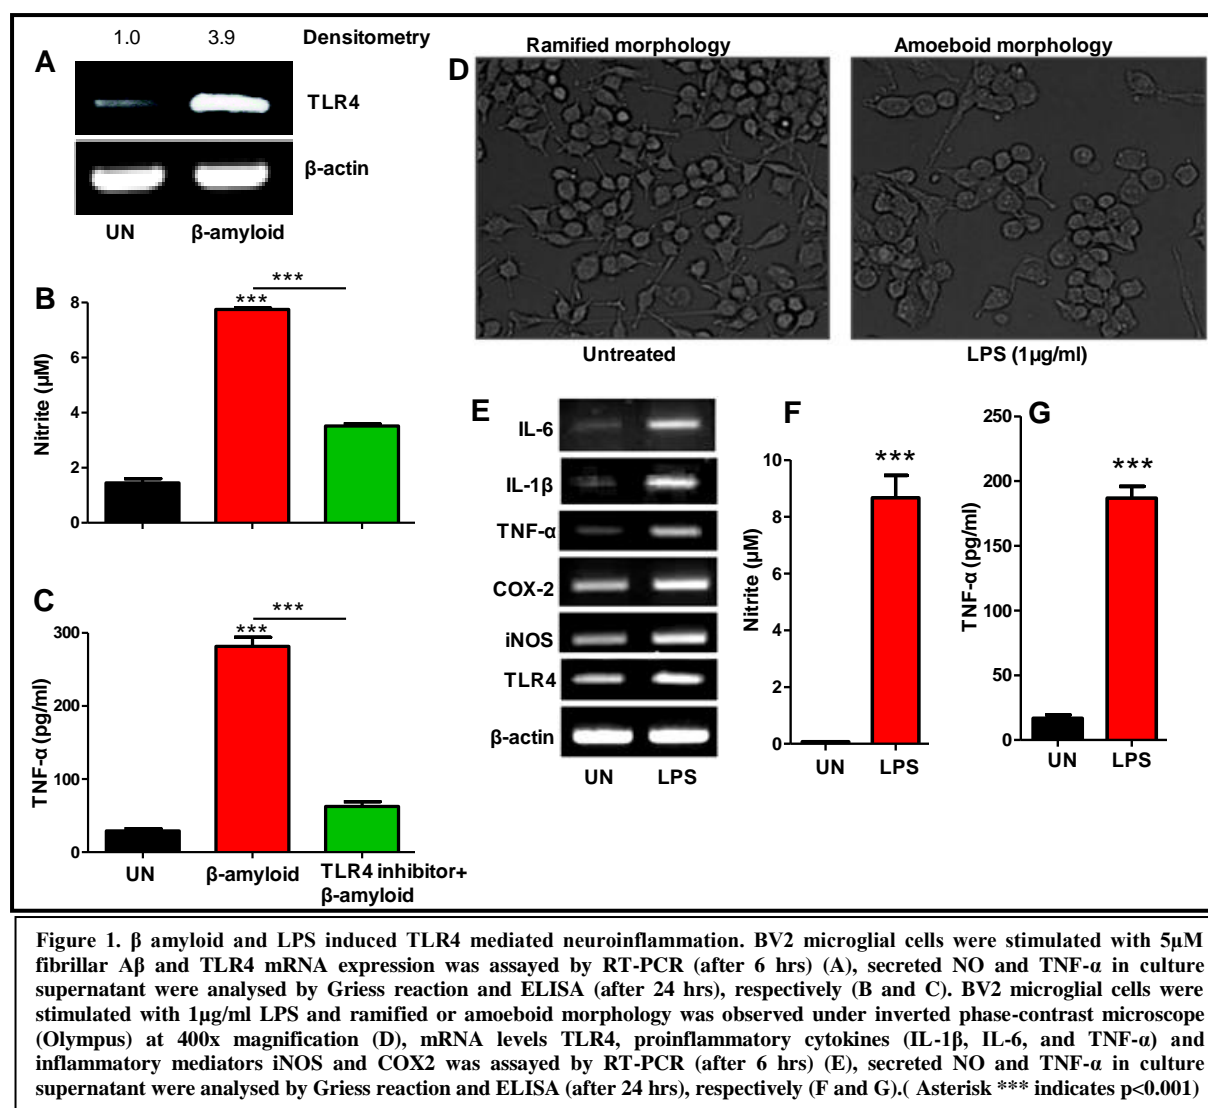 1.0 3.9 Densitometry
A
TLR4
β-actin
UN β-amyloid
B
***
***
8
6
4
2
0
Nitrite (µM)
C
***
***
300
200
100
0
TNF-α (pg/ml)
UN β-amyloid TLR4 inhibitor+
β-amyloid
D
Ramified morphology Amoeboid morphology
Untreated LPS (1µg/ml)
E
IL-6
IL-1β
TNF-α
COX-2
iNOS
TLR4
β-actin
UN LPS
F
***
10
8
6
4
2
0
Nitrite (µM)
UN LPS
G
***
250
200
150
100
50
0
TNF-α (pg/ml)
UN LPS
Figure 1. β amyloid and LPS induced TLR4 mediated neuroinflammation. BV2 microglial cells were stimulated with 5µM
fibrillar Aβ and TLR4 mRNA expression was assayed by RT-PCR (after 6 hrs) (A), secreted NO and TNF-α in culture
supernatant were analysed by Griess reaction and ELISA (after 24 hrs), respectively (B and C). BV2 microglial cells were
stimulated with 1µg/ml LPS and ramified or amoeboid morphology was observed under inverted phase-contrast microscope
(Olympus) at 400x magnification (D), mRNA levels TLR4, proinflammatory cytokines (IL-1β, IL-6, and TNF-α) and
inflammatory mediators iNOS and COX2 was assayed by RT-PCR (after 6 hrs) (E), secreted NO and TNF-α in culture
supernatant were analysed by Griess reaction and ELISA (after 24 hrs), respectively (F and G).( Asterisk *** indicates p<0.001)